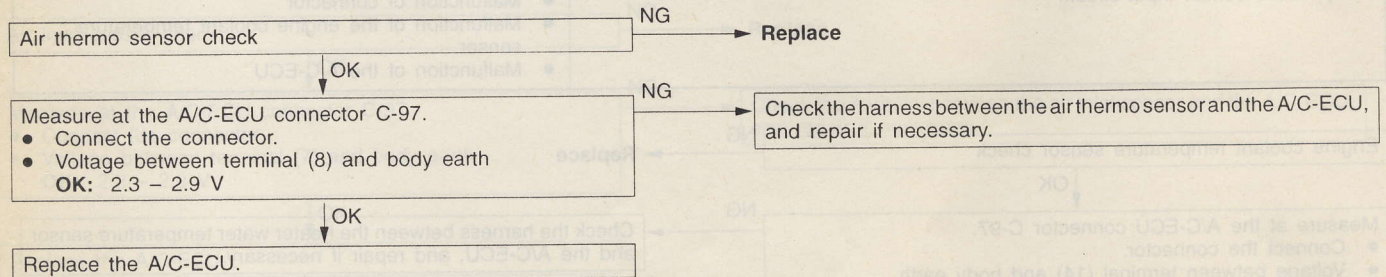 Air thermo sensor check
NG
Replace
OK
Measure at the A/C-ECU connector C-97.
● Connect the connector.
● Voltage between terminal (8) and body earth
OK: 2.3 – 2.9 V
NG
Check the harness between the air thermo sensor and the A/C-ECU,
and repair if necessary.
OK
Replace the A/C-ECU.